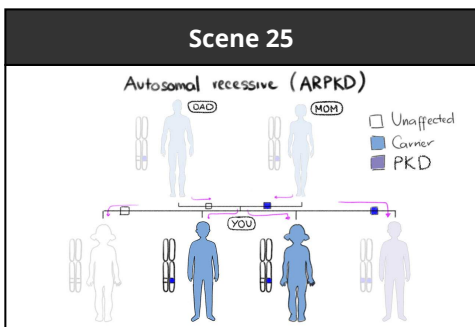 Scene 25
Autosomal recessive (ARPKD)
DAD
MOM
Unaffected
Carrier
PKD
YOU